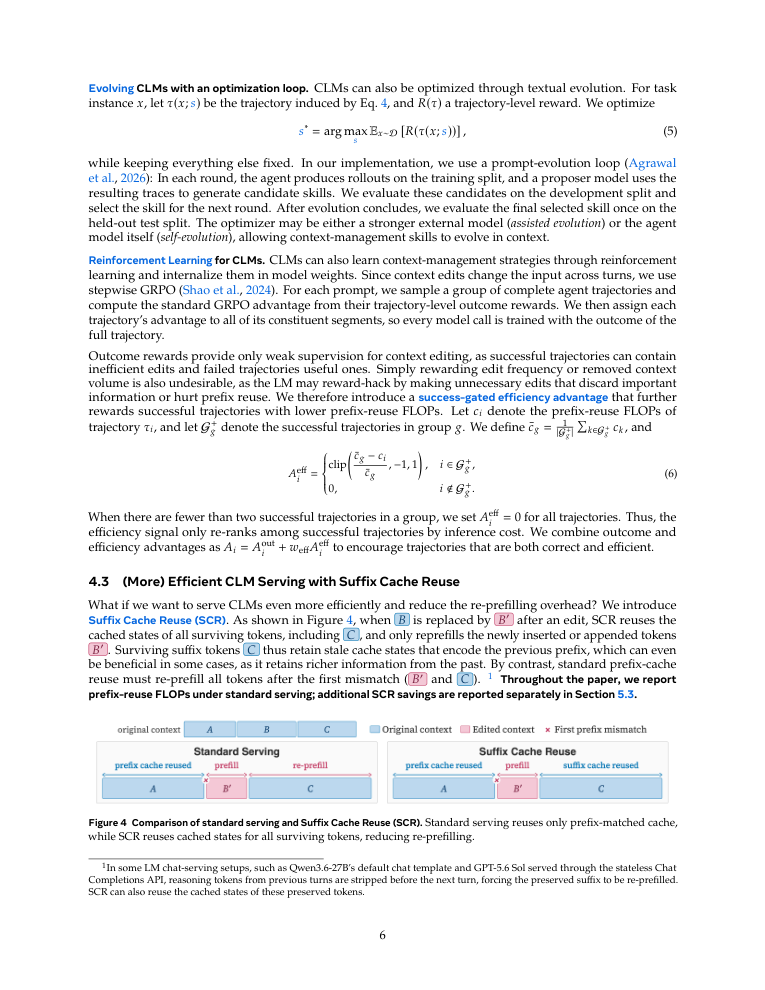 Evolving CLMs with an optimization loop. CLMs can also be optimized through textual evolution. For task
instance x, let τ(x; s) be the trajectory induced by Eq. 4, and R(τ) a trajectory-level reward. We optimize
s* = arg max_s 𝔼_{x∼𝒟} [R(τ(x; s))] , (5)
while keeping everything else fixed. In our implementation, we use a prompt-evolution loop (Agrawal
et al., 2026): In each round, the agent produces rollouts on the training split, and a proposer model uses the
resulting traces to generate candidate skills. We evaluate these candidates on the development split and
select the skill for the next round. After evolution concludes, we evaluate the final selected skill once on the
held-out test split. The optimizer may be either a stronger external model (assisted evolution) or the agent
model itself (self-evolution), allowing context-management skills to evolve in context.
Reinforcement Learning for CLMs. CLMs can also learn context-management strategies through reinforcement
learning and internalize them in model weights. Since context edits change the input across turns, we use
stepwise GRPO (Shao et al., 2024). For each prompt, we sample a group of complete agent trajectories and
compute the standard GRPO advantage from their trajectory-level outcome rewards. We then assign each
trajectory's advantage to all of its constituent segments, so every model call is trained with the outcome of the
full trajectory.
Outcome rewards provide only weak supervision for context editing, as successful trajectories can contain
inefficient edits and failed trajectories useful ones. Simply rewarding edit frequency or removed context
volume is also undesirable, as the LM may reward-hack by making unnecessary edits that discard important
information or hurt prefix reuse. We therefore introduce a success-gated efficiency advantage that further
rewards successful trajectories with lower prefix-reuse FLOPs. Let c_i denote the prefix-reuse FLOPs of
trajectory τ_i, and let 𝒢_g^+ denote the successful trajectories in group g. We define c̄_g = 1/|𝒢_g^+| ∑_{k∈𝒢_g^+} c_k, and
A_i^eff = { clip( (c̄_g − c_i)/c̄_g , −1, 1 ) , i ∈ 𝒢_g^+,
0, i ∉ 𝒢_g^+. (6)
When there are fewer than two successful trajectories in a group, we set A_i^eff = 0 for all trajectories. Thus, the
efficiency signal only re-ranks among successful trajectories by inference cost. We combine outcome and
efficiency advantages as A_i = A_i^out + w_eff A_i^eff to encourage trajectories that are both correct and efficient.
4.3 (More) Efficient CLM Serving with Suffix Cache Reuse
What if we want to serve CLMs even more efficiently and reduce the re-prefilling overhead? We introduce
Suffix Cache Reuse (SCR). As shown in Figure 4, when B is replaced by B′ after an edit, SCR reuses the
cached states of all surviving tokens, including C, and only reprefills the newly inserted or appended tokens
B′. Surviving suffix tokens C thus retain stale cache states that encode the previous prefix, which can even
be beneficial in some cases, as it retains richer information from the past. By contrast, standard prefix-cache
reuse must re-prefill all tokens after the first mismatch (B′ and C). 1 Throughout the paper, we report
prefix-reuse FLOPs under standard serving; additional SCR savings are reported separately in Section 5.3.
original context A B C Original context Edited context × First prefix mismatch
Standard Serving
prefix cache reused prefill re-prefill
× A B′ C
Suffix Cache Reuse
prefix cache reused prefill suffix cache reused
× A B′ C
Figure 4 Comparison of standard serving and Suffix Cache Reuse (SCR). Standard serving reuses only prefix-matched cache,
while SCR reuses cached states for all surviving tokens, reducing re-prefilling.
1In some LM chat-serving setups, such as Qwen3.6-27B's default chat template and GPT-5.6 Sol served through the stateless Chat
Completions API, reasoning tokens from previous turns are stripped before the next turn, forcing the preserved suffix to be re-prefilled.
SCR can also reuse the cached states of these preserved tokens.
6